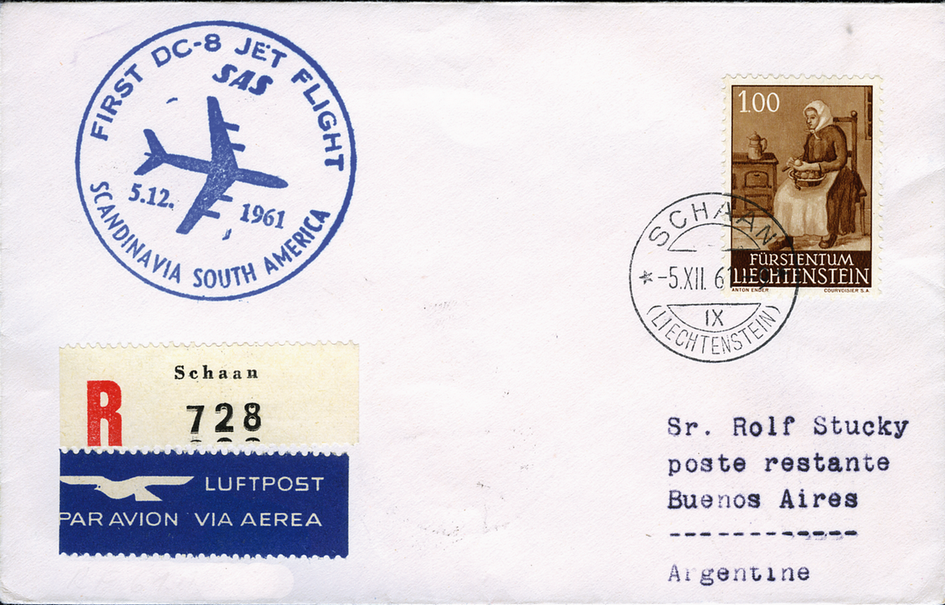 FIRST DC-8 JET FLIGHT
SAS
5.12. 1961
SCANDINAVIA SOUTH AMERICA
1.00
FÜRSTENTUM
LIECHTENSTEIN
ANTON ENDER COURVOISIER S.A
SCHAAN
* -5.XII. 61
IX
(LIECHTENSTEIN)
Schaan
R
728
LUFTPOST
PAR AVION VIA AEREA
Sr. Rolf Stucky
poste restante
Buenos Aires
------------
Argentine